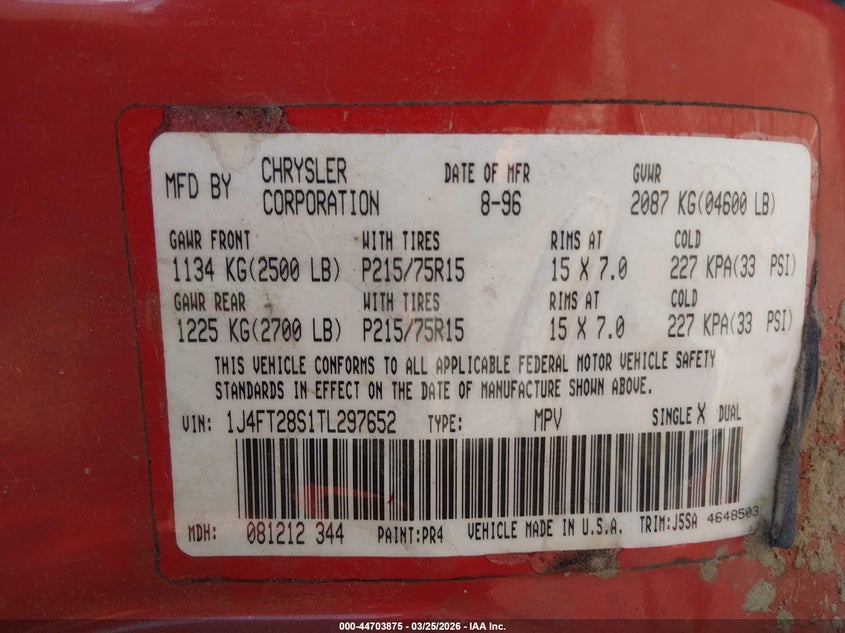 MFD BY CHRYSLER CORPORATION DATE OF MFR 8-96 GVWR 2087 KG(04600 LB)
GAWR FRONT WITH TIRES RIMS AT COLD
1134 KG(2500 LB) P215/75R15 15 X 7.0 227 KPA(33 PSI)
GAWR REAR WITH TIRES RIMS AT COLD
1225 KG(2700 LB) P215/75R15 15 X 7.0 227 KPA(33 PSI)
THIS VEHICLE CONFORMS TO ALL APPLICABLE FEDERAL MOTOR VEHICLE SAFETY
STANDARDS IN EFFECT ON THE DATE OF MANUFACTURE SHOWN ABOVE.
VIN: 1J4FT28S1TL297652 TYPE: MPV SINGLE X DUAL
MDH: 081212 344 PAINT:PR4 VEHICLE MADE IN U.S.A. TRIM:J5SA 4648503
000-44703875 - 03/25/2026 - IAA Inc.